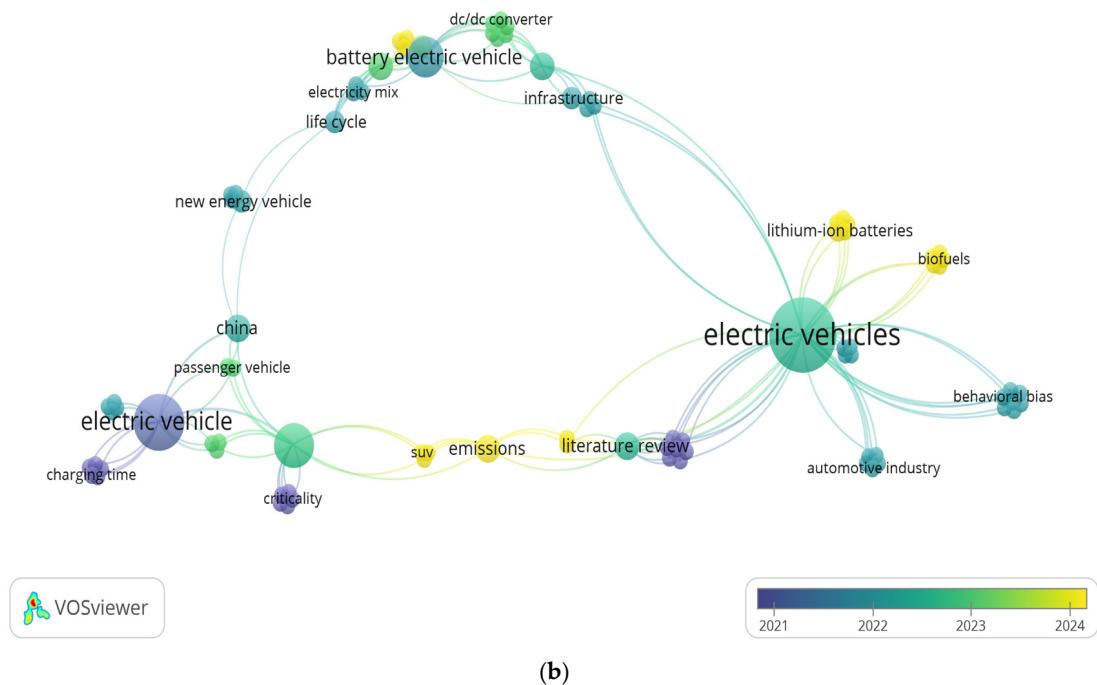 dc/dc converter
battery electric vehicle
electricity mix
infrastructure
life cycle
new energy vehicle
lithium-ion batteries
biofuels
china
electric vehicles
passenger vehicle
behavioral bias
electric vehicle
suv
emissions
literature review
charging time
automotive industry
criticality
VOSviewer
2021
2022
2023
2024
(b)